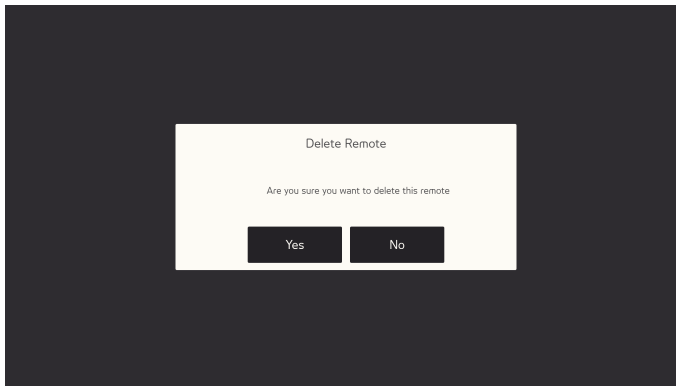 Delete Remote
Are you sure you want to delete this remote
Yes
No